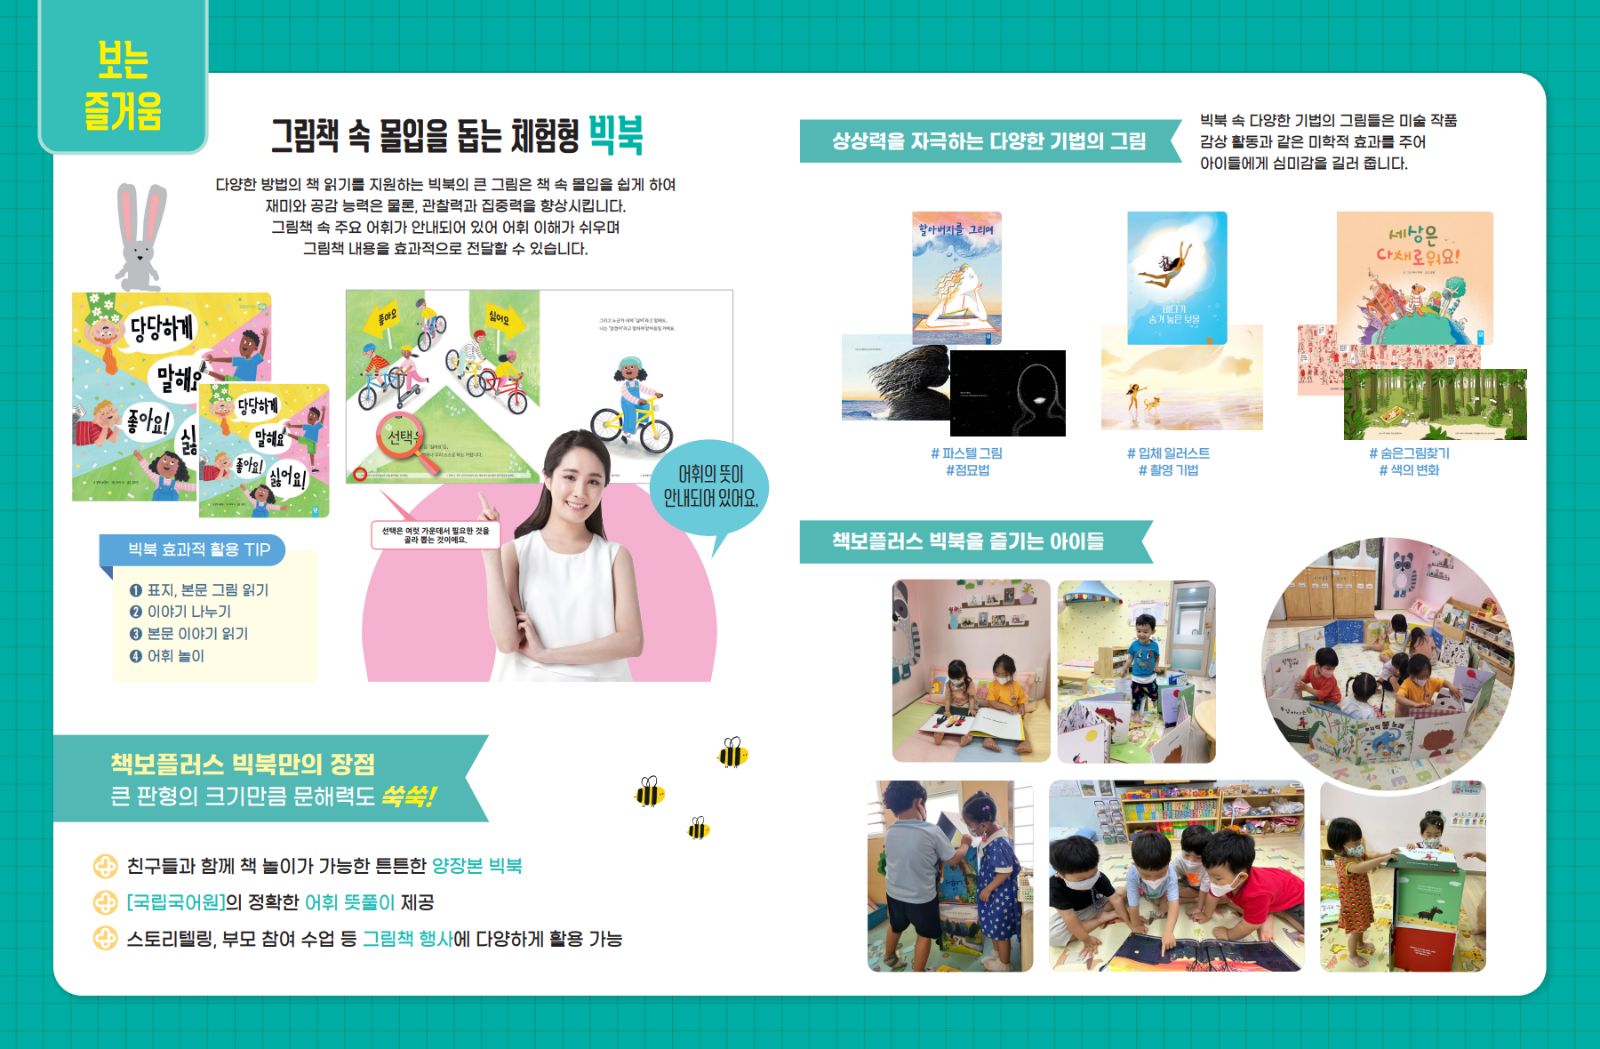 보는
즐거움
그림책 속 몰입을 돕는 체험형 빅북
다양한 방법의 책 읽기를 지원하는 빅북의 큰 그림은 책 속 몰입을 쉽게 하여
재미와 공감 능력은 물론, 관찰력과 집중력을 향상시킵니다.
그림책 속 주요 어휘가 안내되어 있어 어휘 이해가 쉬우며
그림책 내용을 효과적으로 전달할 수 있습니다.
당당하게
말해요
좋아요!
싫
당당하게
말해요
좋아요!
싫어요!
좋아요
싫어요
선택은
선택은 여럿 가운데서 필요한 것을
골라 뽑는 것이에요.
어휘의 뜻이
안내되어 있어요.
빅북 효과적 활용 TIP
❶ 표지, 본문 그림 읽기
❷ 이야기 나누기
❸ 본문 이야기 읽기
❹ 어휘 놀이
책보플러스 빅북만의 장점
큰 판형의 크기만큼 문해력도 쑥쑥!
친구들과 함께 책 놀이가 가능한 튼튼한 양장본 빅북
[국립국어원]의 정확한 어휘 뜻풀이 제공
스토리텔링, 부모 참여 수업 등 그림책 행사에 다양하게 활용 가능
상상력을 자극하는 다양한 기법의 그림
빅북 속 다양한 기법의 그림들은 미술 작품
감상 활동과 같은 미학적 효과를 주어
아이들에게 심미감을 길러 줍니다.
할아버지를 그리며
바다가
숨겨 놓은 보물
세상은
다채로워요!
# 파스텔 그림
#점묘법
# 입체 일러스트
# 촬영 기법
# 숨은그림찾기
# 색의 변화
책보플러스 빅북을 즐기는 아이들